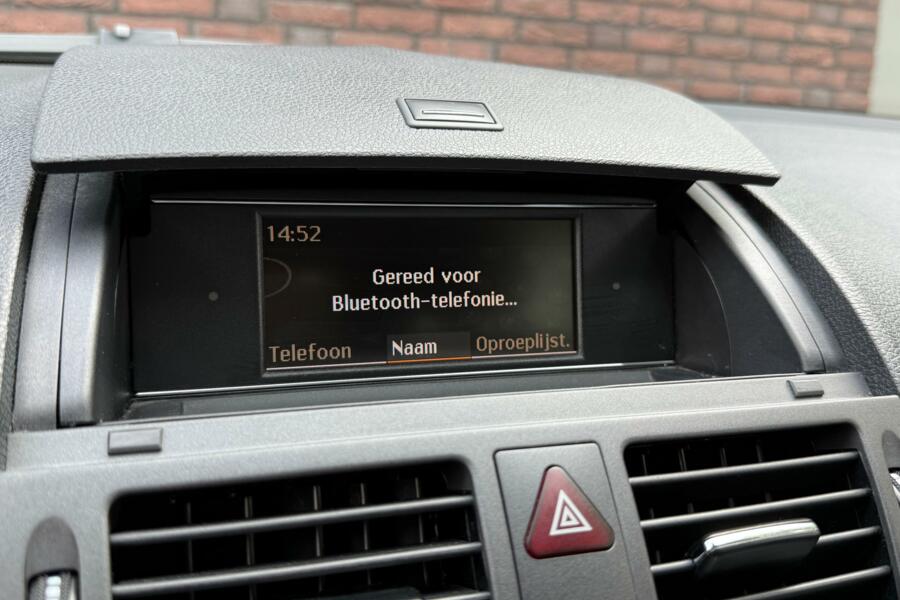 14:52
Gereed voor
Bluetooth-telefonie...
Telefoon Naam Oproeplijst.